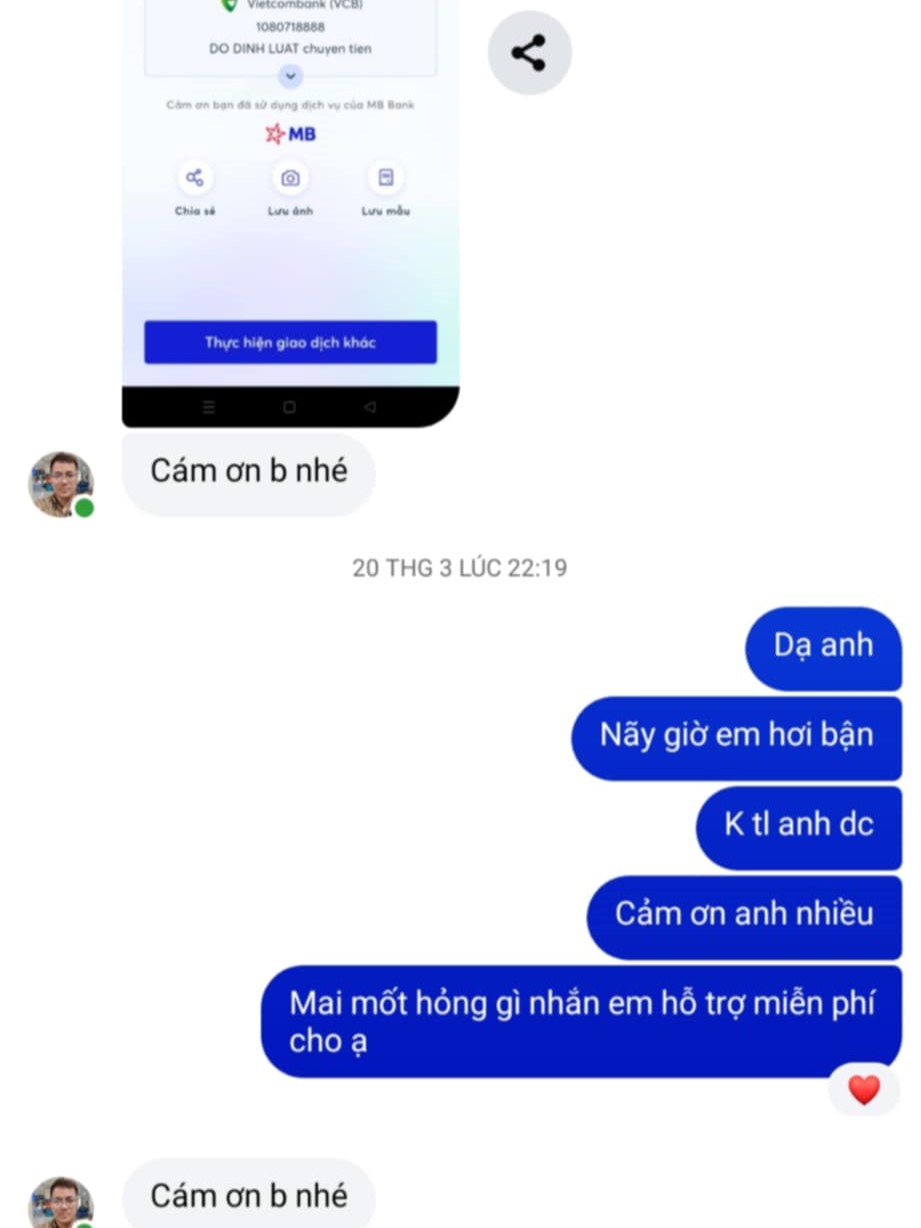 Vietcombank (VCB)
1080718888
DO DINH LUAT chuyen tien
Cảm ơn bạn đã sử dụng dịch vụ của MB Bank
MB
Chia sẻ
Lưu ảnh
Lưu mẫu
Thực hiện giao dịch khác
Cám ơn b nhé
20 THG 3 LÚC 22:19
Dạ anh
Nãy giờ em hơi bận
K tl anh dc
Cảm ơn anh nhiều
Mai mốt hỏng gì nhắn em hỗ trợ miễn phí
cho ạ
Cám ơn b nhé